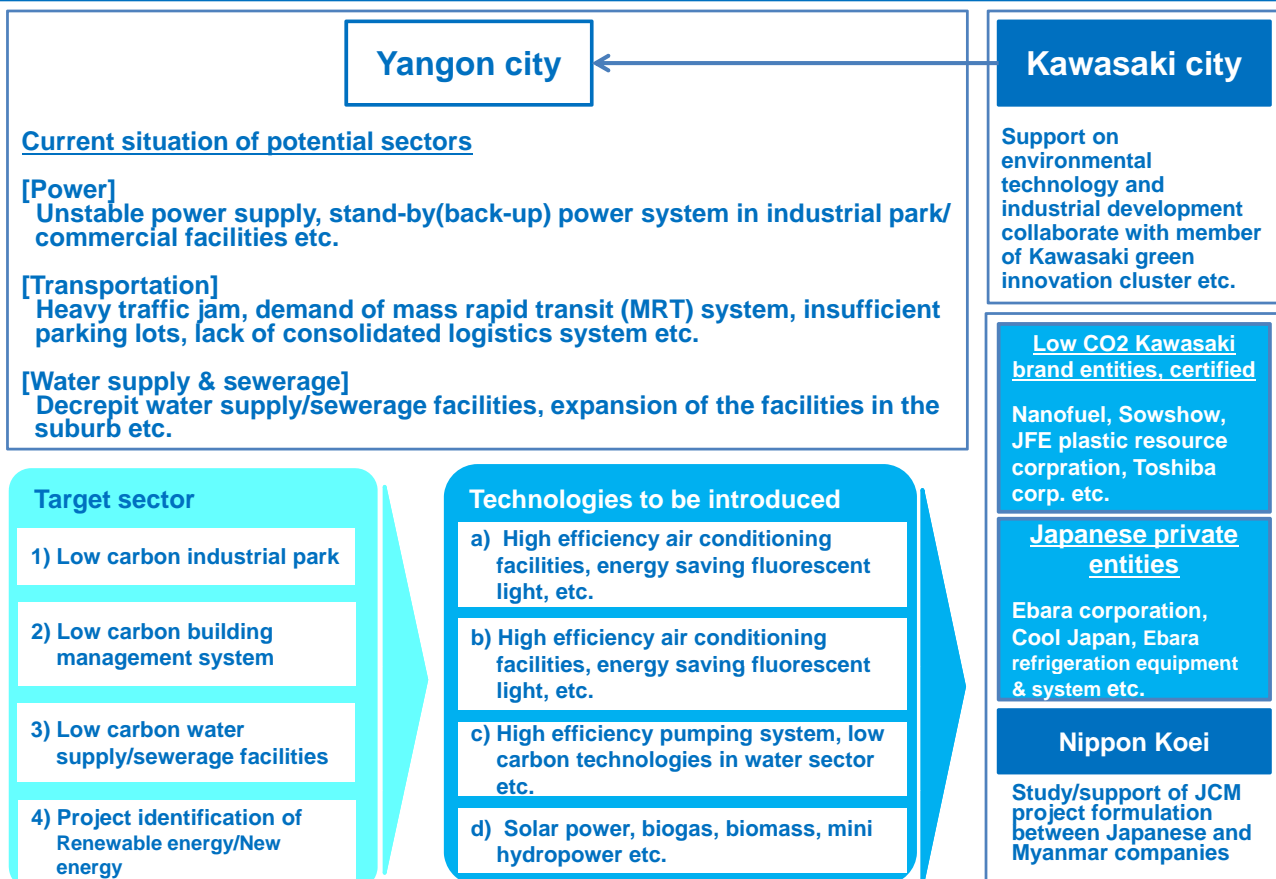 Yangon city
Current situation of potential sectors
[Power]
Unstable power supply, stand-by(back-up) power system in industrial park/
commercial facilities etc.
[Transportation]
Heavy traffic jam, demand of mass rapid transit (MRT) system, insufficient
parking lots, lack of consolidated logistics system etc.
[Water supply & sewerage]
Decrepit water supply/sewerage facilities, expansion of the facilities in the
suburb etc.
Kawasaki city
Support on
environmental
technology and
industrial development
collaborate with member
of Kawasaki green
innovation cluster etc.
Target sector
1) Low carbon industrial park
2) Low carbon building
management system
3) Low carbon water
supply/sewerage facilities
4) Project identification of
Renewable energy/New
energy
Technologies to be introduced
a) High efficiency air conditioning
facilities, energy saving fluorescent
light, etc.
b) High efficiency air conditioning
facilities, energy saving fluorescent
light, etc.
c) High efficiency pumping system, low
carbon technologies in water sector
etc.
d) Solar power, biogas, biomass, mini
hydropower etc.
Low CO2 Kawasaki
brand entities, certified
Nanofuel, Sowshow,
JFE plastic resource
corpration, Toshiba
corp. etc.
Japanese private
entities
Ebara corporation,
Cool Japan, Ebara
refrigeration equipment
& system etc.
Nippon Koei
Study/support of JCM
project formulation
between Japanese and
Myanmar companies